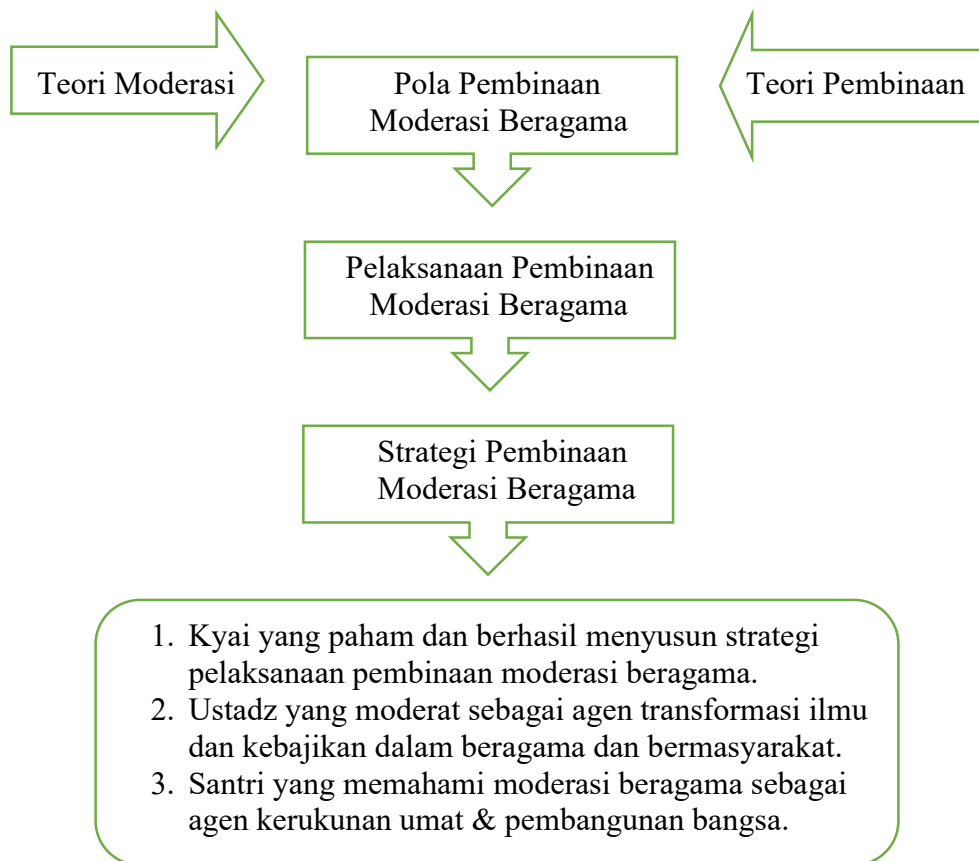 Teori Moderasi
Pola Pembinaan
Moderasi Beragama
Teori Pembinaan
Pelaksanaan Pembinaan
Moderasi Beragama
Strategi Pembinaan
Moderasi Beragama
1. Kyai yang paham dan berhasil menyusun strategi
pelaksanaan pembinaan moderasi beragama.
2. Ustadz yang moderat sebagai agen transformasi ilmu
dan kebajikan dalam beragama dan bermasyarakat.
3. Santri yang memahami moderasi beragama sebagai
agen kerukunan umat & pembangunan bangsa.